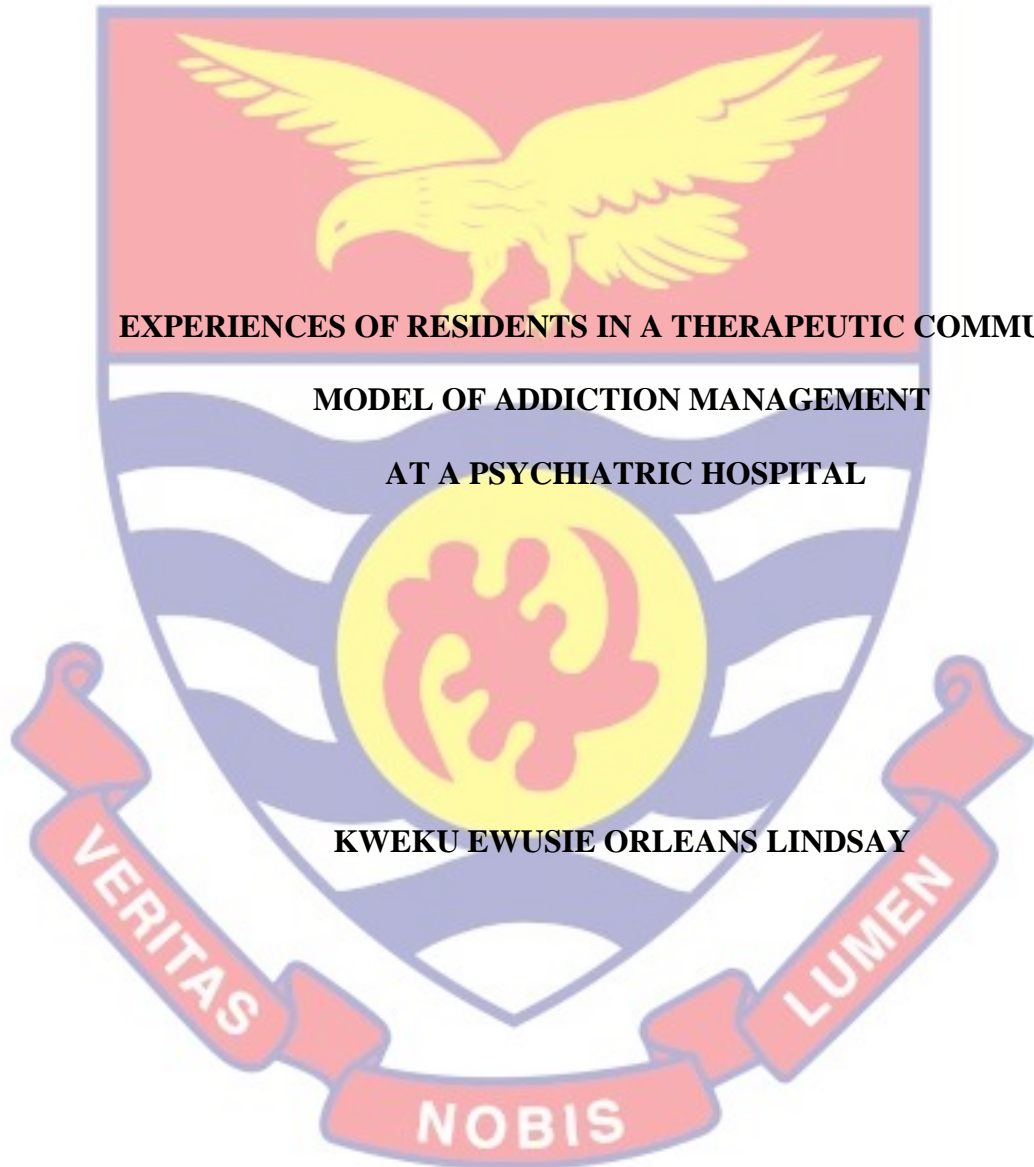 EXPERIENCES OF RESIDENTS IN A THERAPEUTIC COMMU
MODEL OF ADDICTION MANAGEMENT
AT A PSYCHIATRIC HOSPITAL
KWEKU EWUSIE ORLEANS LINDSAY
VERITAS
NOBIS
LUMEN